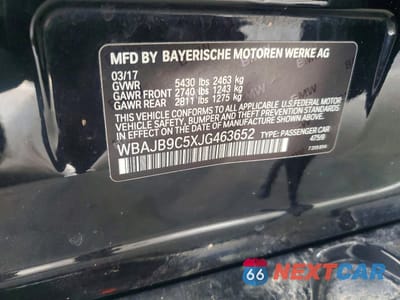 MFD BY BAYERISCHE MOTOREN WERKE AG
03/17
GVWR 5430 lbs 2463 kg
GAWR FRONT 2740 lbs 1243 kg
GAWR REAR 2811 lbs 1275 kg
THIS VEHICLE CONFORMS TO ALL APPLICABLE U.S. FEDERAL MOTOR
VEHICLE SAFETY, BUMPER, AND THEFT PREVENTION STANDARDS IN
EFFECT ON THE DATE OF MANUFACTURE SHOWN ABOVE.
WBAJB9C5XJG463652 TYPE: PASSENGER CAR
475/9
66 NEXTCAR